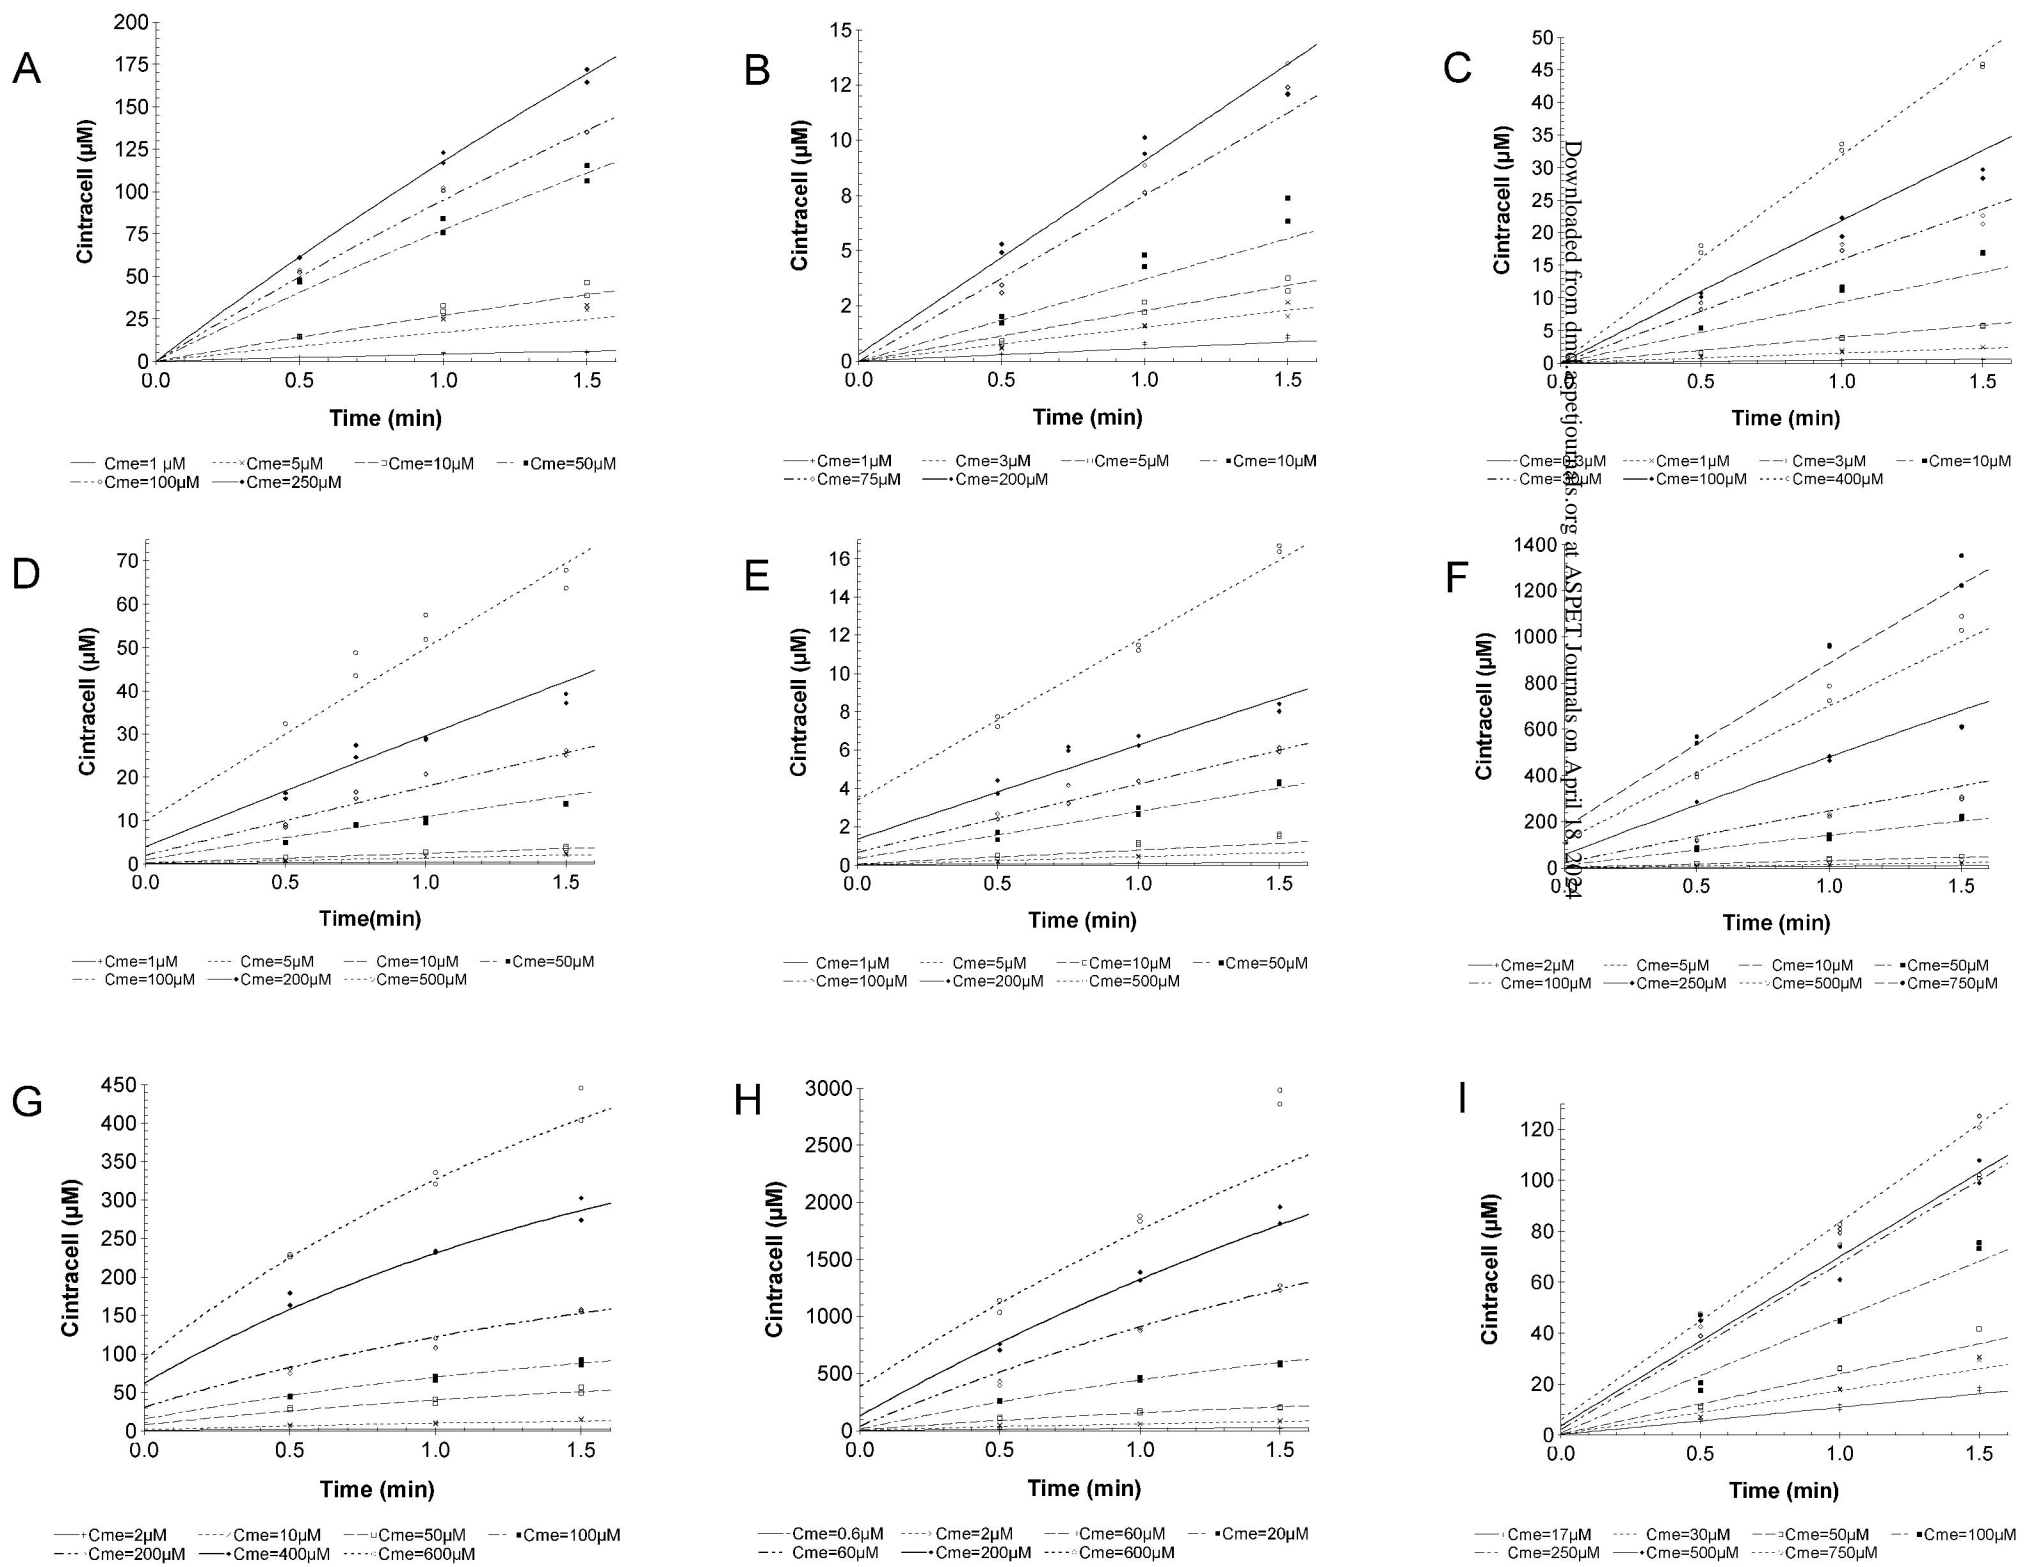 A
Cintracell (µM)
200
175
150
125
100
75
50
25
0
0.0 0.5 1.0 1.5
Time (min)
Cme=1 µM Cme=5µM Cme=10µM Cme=50µM
Cme=100µM Cme=250µM
B
Cintracell (µM)
15
12
10
8
5
2
0
0.0 0.5 1.0 1.5
Time (min)
Cme=1µM Cme=3µM Cme=5µM Cme=10µM
Cme=75µM Cme=200µM
C
Cintracell (µM)
50
45
40
35
30
25
20
15
10
5
0
0.5 1.0 1.5
Time (min)
Cme=0.3µM Cme=1µM Cme=3µM Cme=10µM
Cme=30µM Cme=100µM Cme=400µM
Downloaded from dmd.aspetjournals.org at ASPET Journals on April 18, 2024
D
Cintracell (µM)
70
60
50
40
30
20
10
0
0.0 0.5 1.0 1.5
Time(min)
Cme=1µM Cme=5µM Cme=10µM Cme=50µM
Cme=100µM Cme=200µM Cme=500µM
E
Cintracell (µM)
16
14
12
10
8
6
4
2
0
0.0 0.5 1.0 1.5
Time (min)
Cme=1µM Cme=5µM Cme=10µM Cme=50µM
Cme=100µM Cme=200µM Cme=500µM
F
Cintracell (µM)
1400
1200
1000
800
600
400
200
0
0.5 1.0 1.5
Time (min)
Cme=2µM Cme=5µM Cme=10µM Cme=50µM
Cme=100µM Cme=250µM Cme=500µM Cme=750µM
G
Cintracell (µM)
450
400
350
300
250
200
150
100
50
0
0.0 0.5 1.0 1.5
Time (min)
Cme=2µM Cme=10µM Cme=50µM Cme=100µM
Cme=200µM Cme=400µM Cme=600µM
H
Cintracell (µM)
3000
2500
2000
1500
1000
500
0
0.0 0.5 1.0 1.5
Time (min)
Cme=0.6µM Cme=2µM Cme=60µM Cme=20µM
Cme=60µM Cme=200µM Cme=600µM
I
Cintracell (µM)
120
100
80
60
40
20
0
0.0 0.5 1.0 1.5
Time (min)
Cme=17µM Cme=30µM Cme=50µM Cme=100µM
Cme=250µM Cme=500µM Cme=750µM